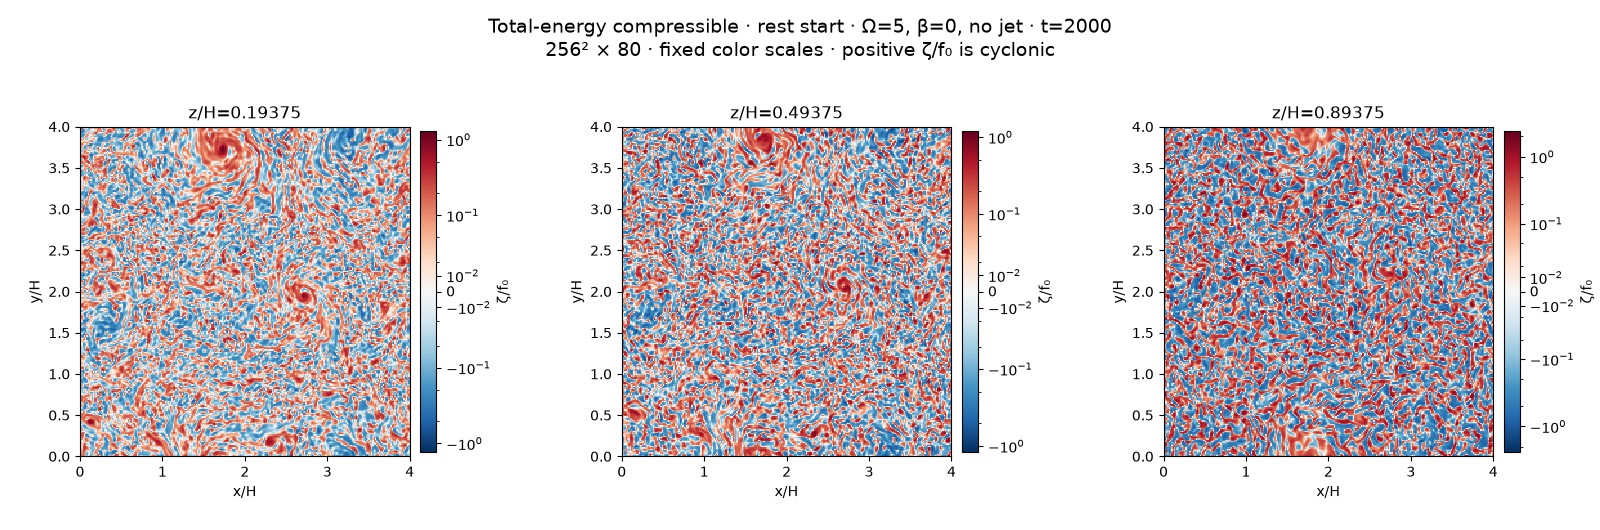 Total-energy compressible · rest start · Ω=5, β=0, no jet · t=2000
256² × 80 · fixed color scales · positive ζ/f₀ is cyclonic
z/H=0.19375
4.0
3.5
3.0
2.5
2.0
1.5
1.0
0.5
0.0
y/H
0 1 2 3 4
x/H
10⁰
10⁻¹
10⁻²
0
−10⁻²
−10⁻¹
−10⁰
ζ/f₀
z/H=0.49375
4.0
3.5
3.0
2.5
2.0
1.5
1.0
0.5
0.0
y/H
0 1 2 3 4
x/H
10⁰
10⁻¹
10⁻²
0
−10⁻²
−10⁻¹
−10⁰
ζ/f₀
z/H=0.89375
4.0
3.5
3.0
2.5
2.0
1.5
1.0
0.5
0.0
y/H
0 1 2 3 4
x/H
10⁰
10⁻¹
10⁻²
0
−10⁻²
−10⁻¹
−10⁰
ζ/f₀